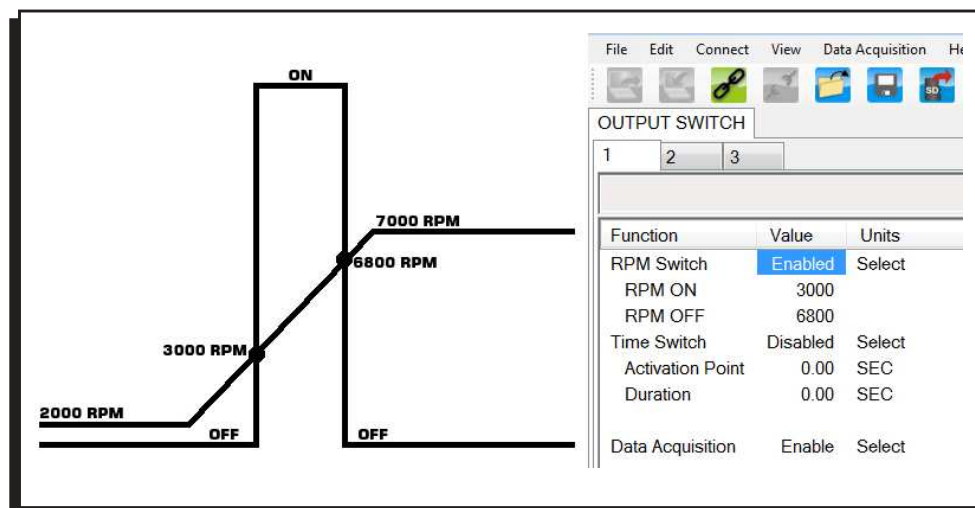 ON
7000 RPM
6800 RPM
3000 RPM
2000 RPM
OFF
OFF
File Edit Connect View Data Acquisition He
SD
OUTPUT SWITCH
1 2 3
Function Value Units
RPM Switch Enabled Select
RPM ON 3000
RPM OFF 6800
Time Switch Disabled Select
Activation Point 0.00 SEC
Duration 0.00 SEC
Data Acquisition Enable Select